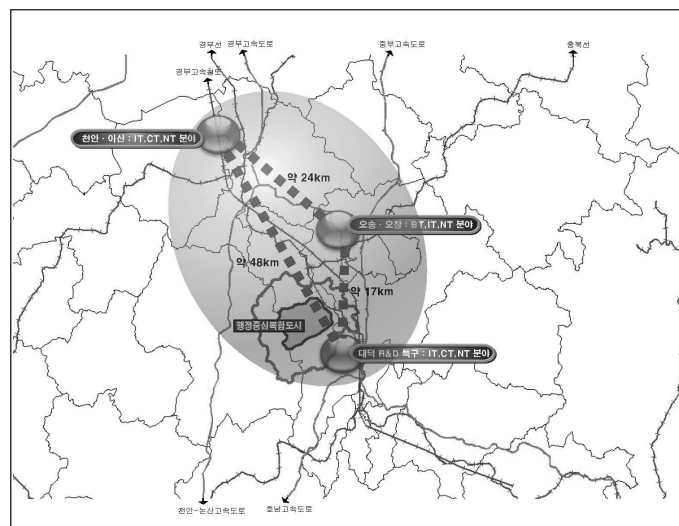 경부선
경부고속도로
중부고속도로
충북선
경부고속철도
천안·아산 : IT.CT.NT 분야
약 24km
오송·오창 : BT.IT.NT 분야
약 48km
약 17km
행정중심복합도시
대덕 R&D 특구 : IT.CT.NT 분야
천안-논산고속도로
호남고속도로